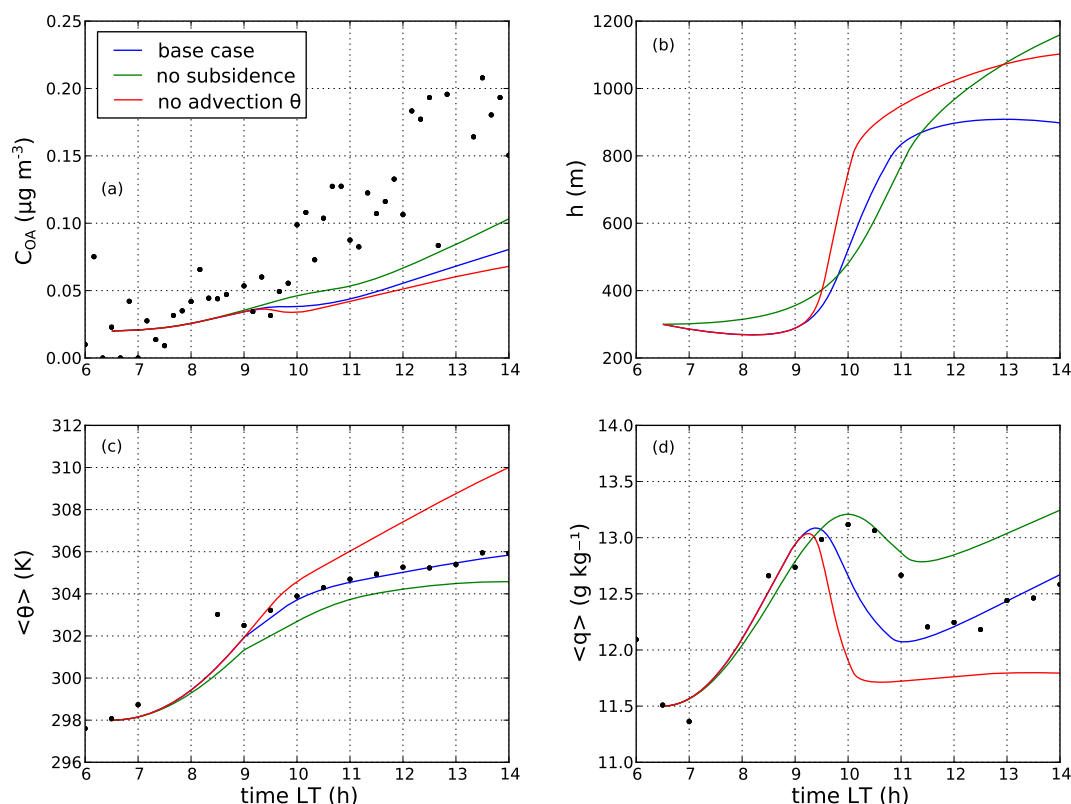 0.25
0.20
0.15
0.10
0.05
0.00
C_OA (μg m⁻³)
base case
no subsidence
no advection θ
(a)
6 7 8 9 10 11 12 13 14
1200
1000
800
600
400
200
h (m)
(b)
6 7 8 9 10 11 12 13 14
312
310
308
306
304
302
300
298
296
<θ> (K)
(c)
6 7 8 9 10 11 12 13 14
time LT (h)
14.0
13.5
13.0
12.5
12.0
11.5
11.0
<q> (g kg⁻¹)
(d)
6 7 8 9 10 11 12 13 14
time LT (h)